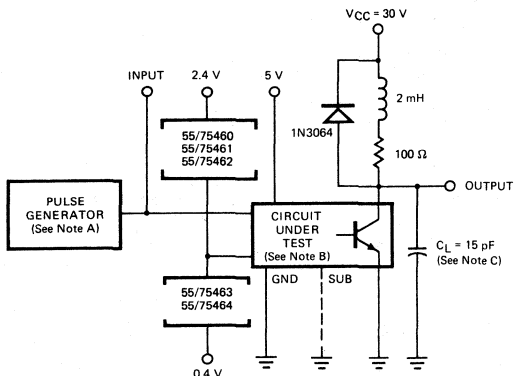 VCC = 30 V
INPUT
2.4 V
5 V
2 mH
1N3064
55/75460
55/75461
55/75462
100 Ω
OUTPUT
PULSE
GENERATOR
(See Note A)
CIRCUIT
UNDER
TEST
(See Note B)
CL = 15 pF
(See Note C)
GND
SUB
55/75463
55/75464
0.4 V